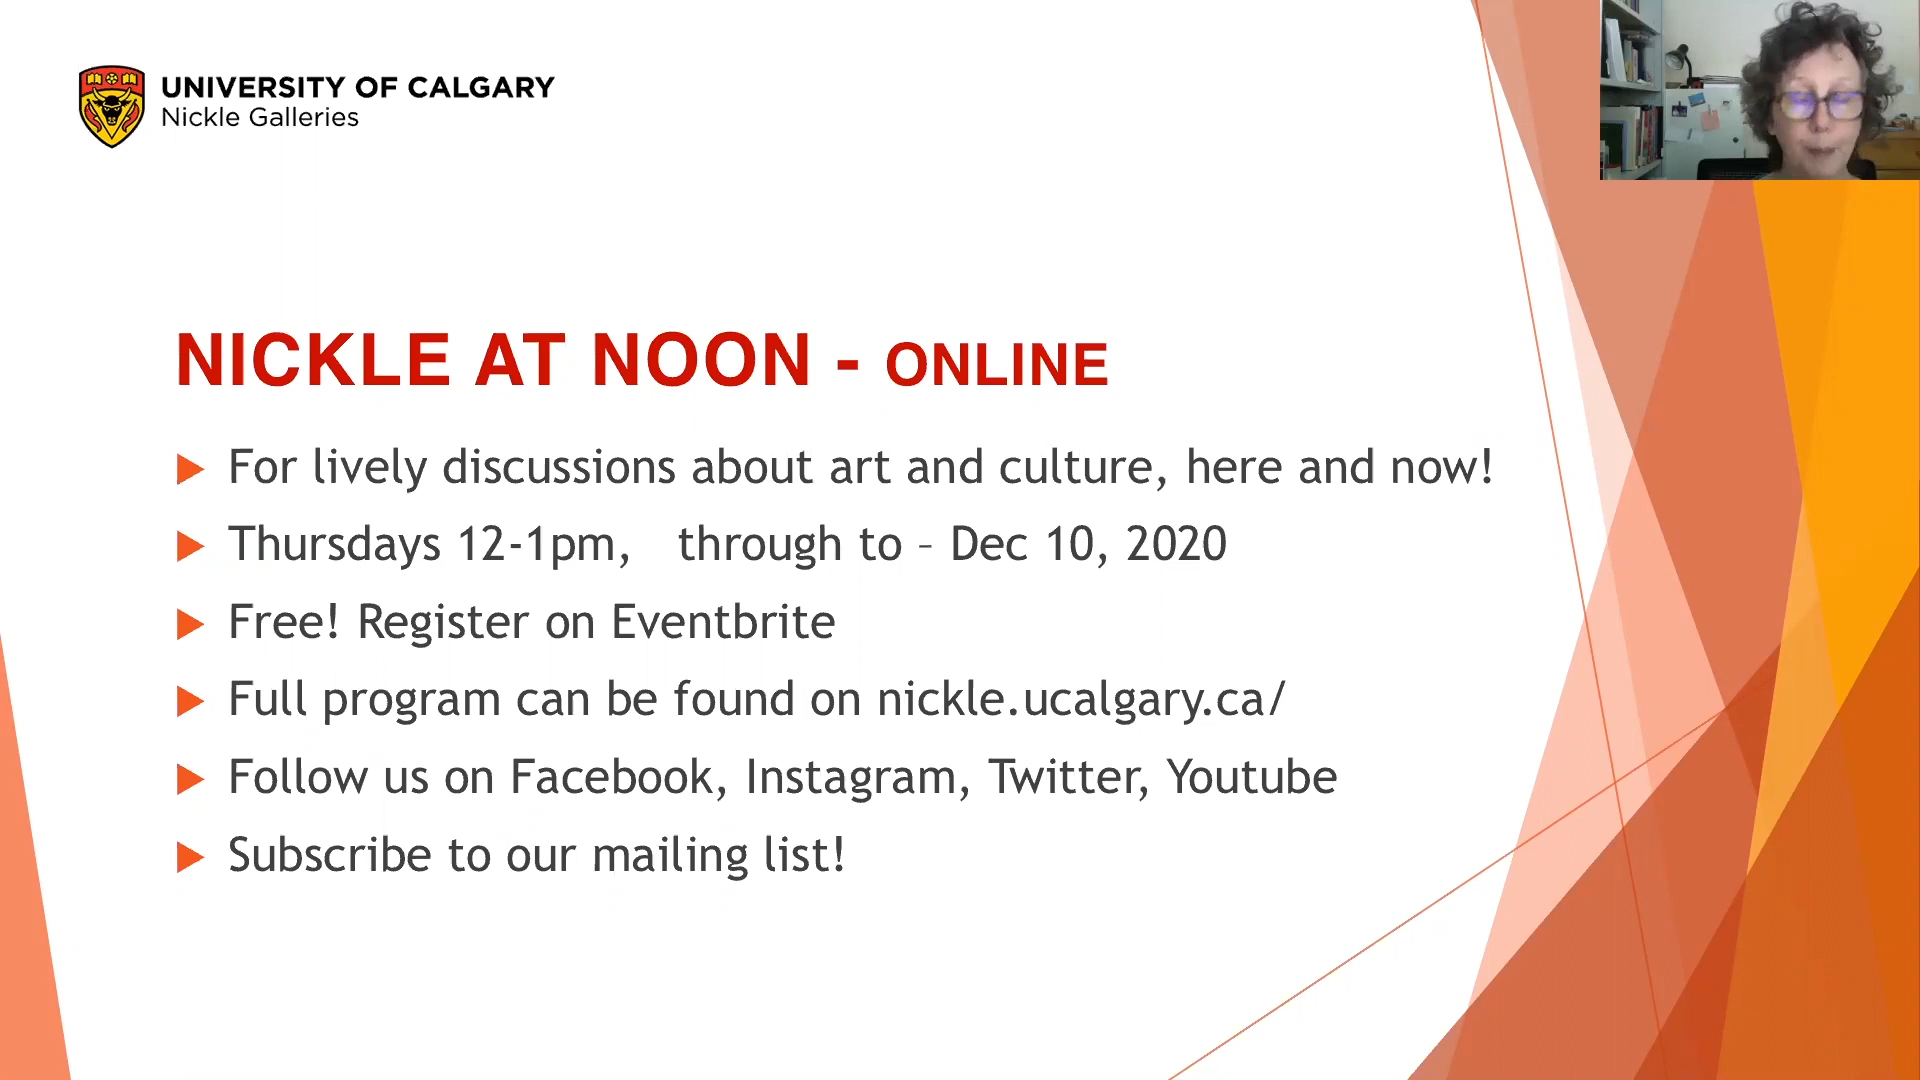 UNIVERSITY OF CALGARY
Nickle Galleries
NICKLE AT NOON - ONLINE
For lively discussions about art and culture, here and now!
Thursdays 12-1pm, through to – Dec 10, 2020
Free! Register on Eventbrite
Full program can be found on nickle.ucalgary.ca/
Follow us on Facebook, Instagram, Twitter, Youtube
Subscribe to our mailing list!